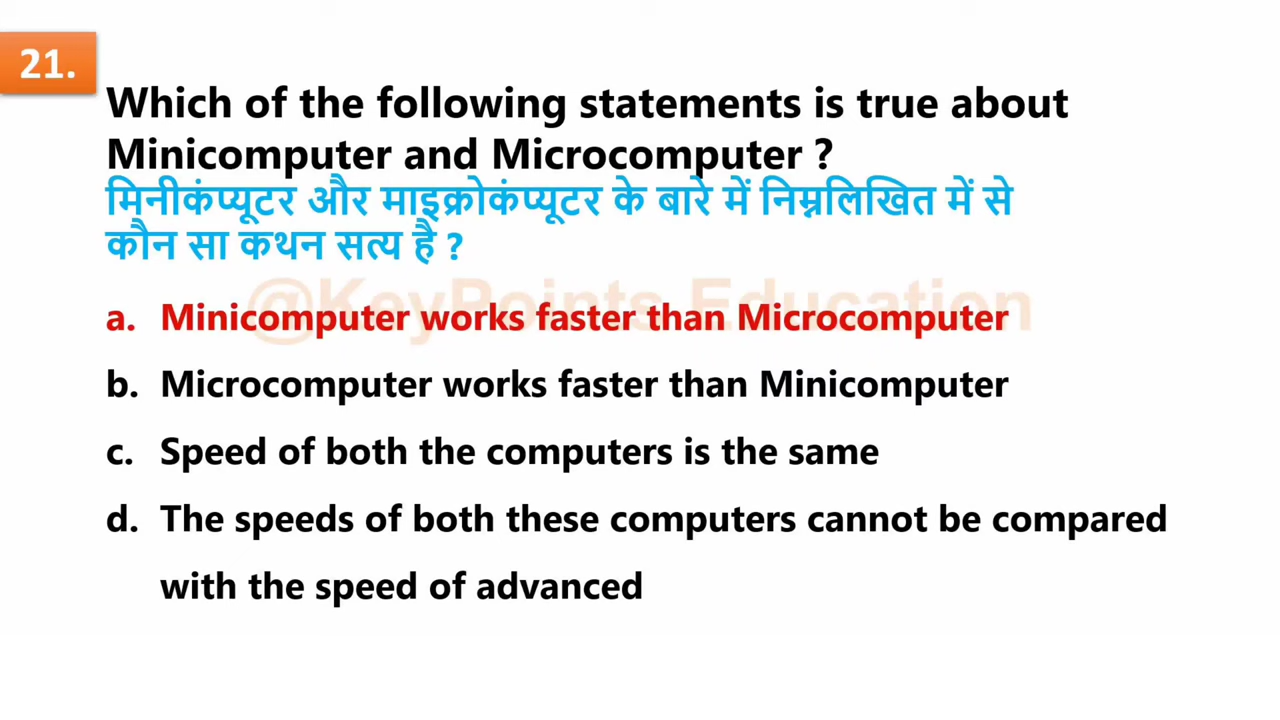 21.
Which of the following statements is true about
Minicomputer and Microcomputer ?
मिनीकंप्यूटर और माइक्रोकंप्यूटर के बारे में निम्नलिखित में से
कौन सा कथन सत्य है ?
@KeyPoints Education
a. Minicomputer works faster than Microcomputer
b. Microcomputer works faster than Minicomputer
c. Speed of both the computers is the same
d. The speeds of both these computers cannot be compared
with the speed of advanced